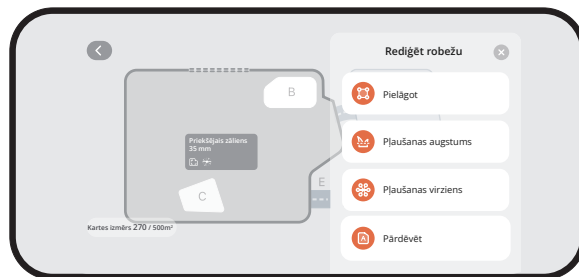 Rediģēt robežu
B
Pielāgot
Priekšējais zāliens
35 mm
Pļaušanas augstums
E
Pļaušanas virziens
C
Kartes izmērs 270 / 500m²
A
Pārdēvēt